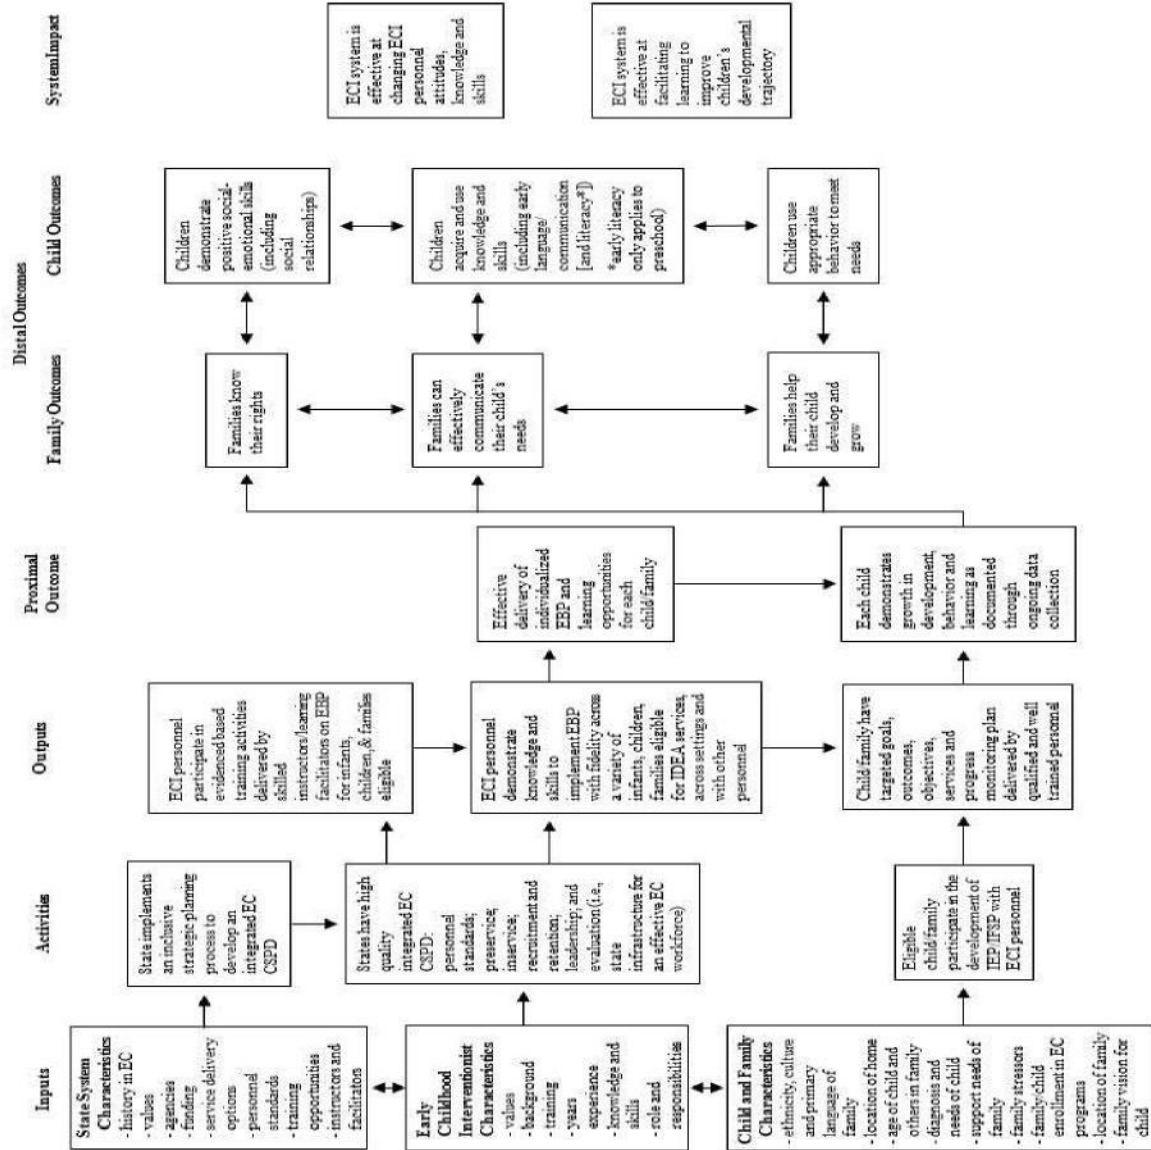 Inputs
State System
Characteristics
- history in EC
- values
- agencies
- funding
- service delivery
options
- personnel
standards
- training
opportunities
- instructors and
facilitators
Early
Childhood
Interventionist
Characteristics
- values
- background
- training
- years
experience
- knowledge and
skills
- role and
responsibilities
Child and Family
Characteristics
- ethnicity, culture
and primary
language of
family
- location of home
- age of child and
others in family
- diagnosis and
needs of child
- support needs of
family
- family stressors
- family/child
enrollment in EC
programs
- location of family
- family vision for
child
Activities
State implements
an inclusive
strategic planning
process to
develop an
integrated EC
CSPD
States have high
quality
integrated EC
CSPD:
personnel
standards;
preservice;
inservice;
recruitment and
retention;
leadership; and
evaluation (i.e.,
state
infrastructure for
an effective EC
workforce)
Eligible
child/family
participate in the
development of
IEP/IFSP with
ECI personnel
Outputs
ECI personnel
participate in
evidenced based
training activities
delivered by
skilled
instructors/learning
facilitators on EBP
for infants,
children, & families
eligible
ECI personnel
demonstrate
knowledge and
skills to
implement EBP
with fidelity across
a variety of
infants, children,
families eligible
for IDEA services,
across settings and
with other
personnel
Child family have
targeted goals,
outcomes,
objectives,
services and
progress
monitoring plan
delivered by
qualified and well
trained personnel
Proximal
Outcome
Effective
delivery of
individualized
EBP and
learning
opportunities
for each
child/family
Each child
demonstrates
growth in
development,
behavior and
learning as
documented
through
ongoing data
collection
Distal Outcomes
Family Outcomes
Families know
their rights
Families can
effectively
communicate
their child's
needs
Families help
their child
develop and
grow
Child Outcomes
Children
demonstrate
positive social-
emotional skills
(including
social
relationships)
Children
acquire and use
knowledge and
skills
(including early
language/
communication
[and literacy*])
*early literacy
only applies to
preschool)
Children use
appropriate
behavior to meet
needs
System Impact
ECI system is
effective at
changing ECI
personnel
attitudes,
knowledge and
skills
ECI system is
effective at
facilitating
learning to
improve
children's
developmental
trajectory